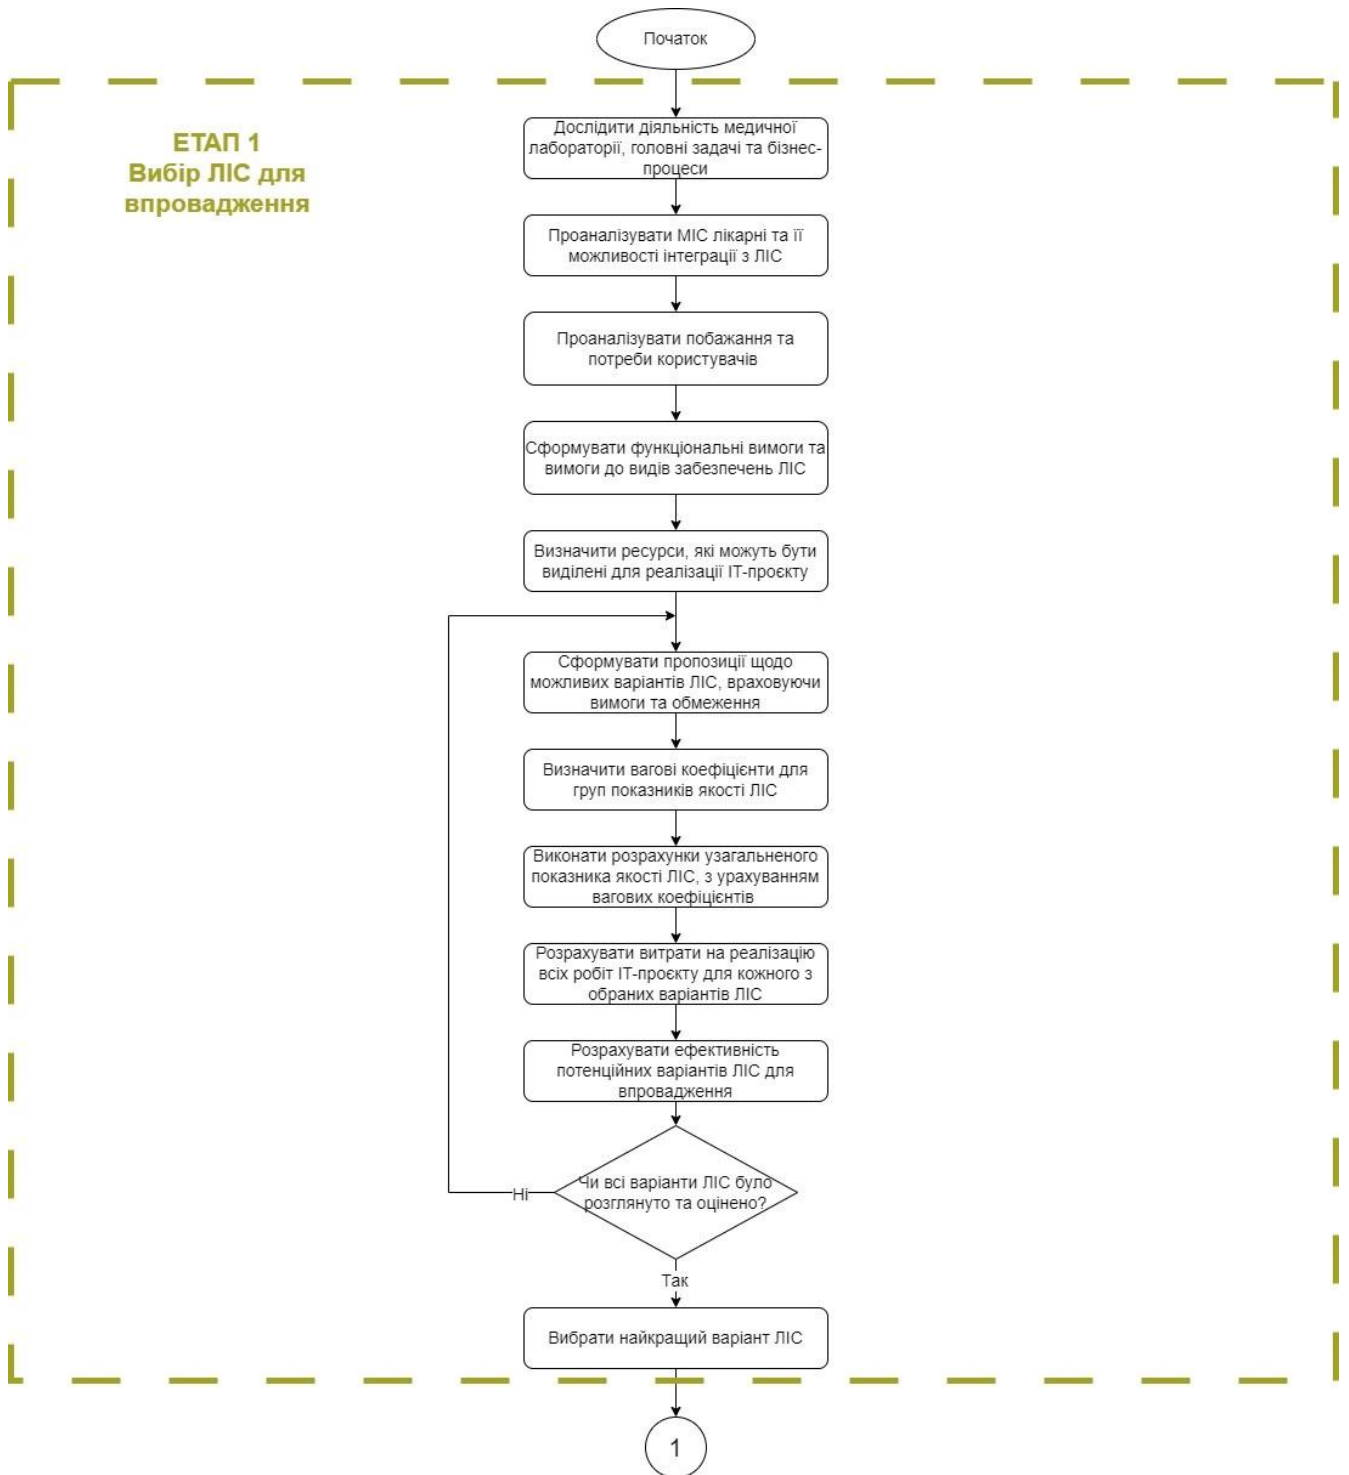 Початок
ЕТАП 1
Вибір ЛІС для
впровадження
Дослідити діяльність медичної
лабораторії, головні задачі та бізнес-
процеси
Проаналізувати МІС лікарні та її
можливості інтеграції з ЛІС
Проаналізувати побажання та
потреби користувачів
Сформувати функціональні вимоги та
вимоги до видів забезпечень ЛІС
Визначити ресурси, які можуть бути
виділені для реалізації ІТ-проєкту
Сформувати пропозиції щодо
можливих варіантів ЛІС, враховуючи
вимоги та обмеження
Визначити вагові коефіцієнти для
груп показників якості ЛІС
Виконати розрахунки узагальненого
показника якості ЛІС, з урахуванням
вагових коефіцієнтів
Розрахувати витрати на реалізацію
всіх робіт ІТ-проєкту для кожного з
обраних варіантів ЛІС
Розрахувати ефективність
потенційних варіантів ЛІС для
впровадження
Чи всі варіанти ЛІС було
розглянуто та оцінено?
Ні
Так
Вибрати найкращий варіант ЛІС
1